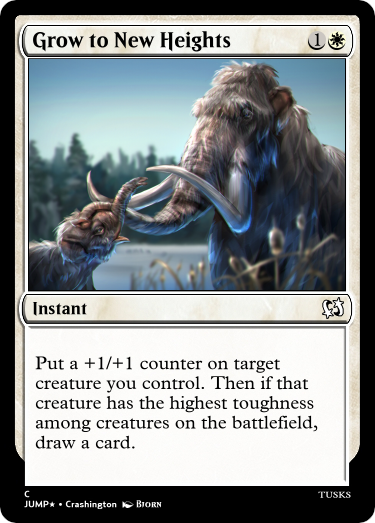 Grow to New Heights 1
Instant
Put a +1/+1 counter on target
creature you control. Then if that
creature has the highest toughness
among creatures on the battlefield,
draw a card.
C
JUMP★ • Crashington Bjorn TUSKS